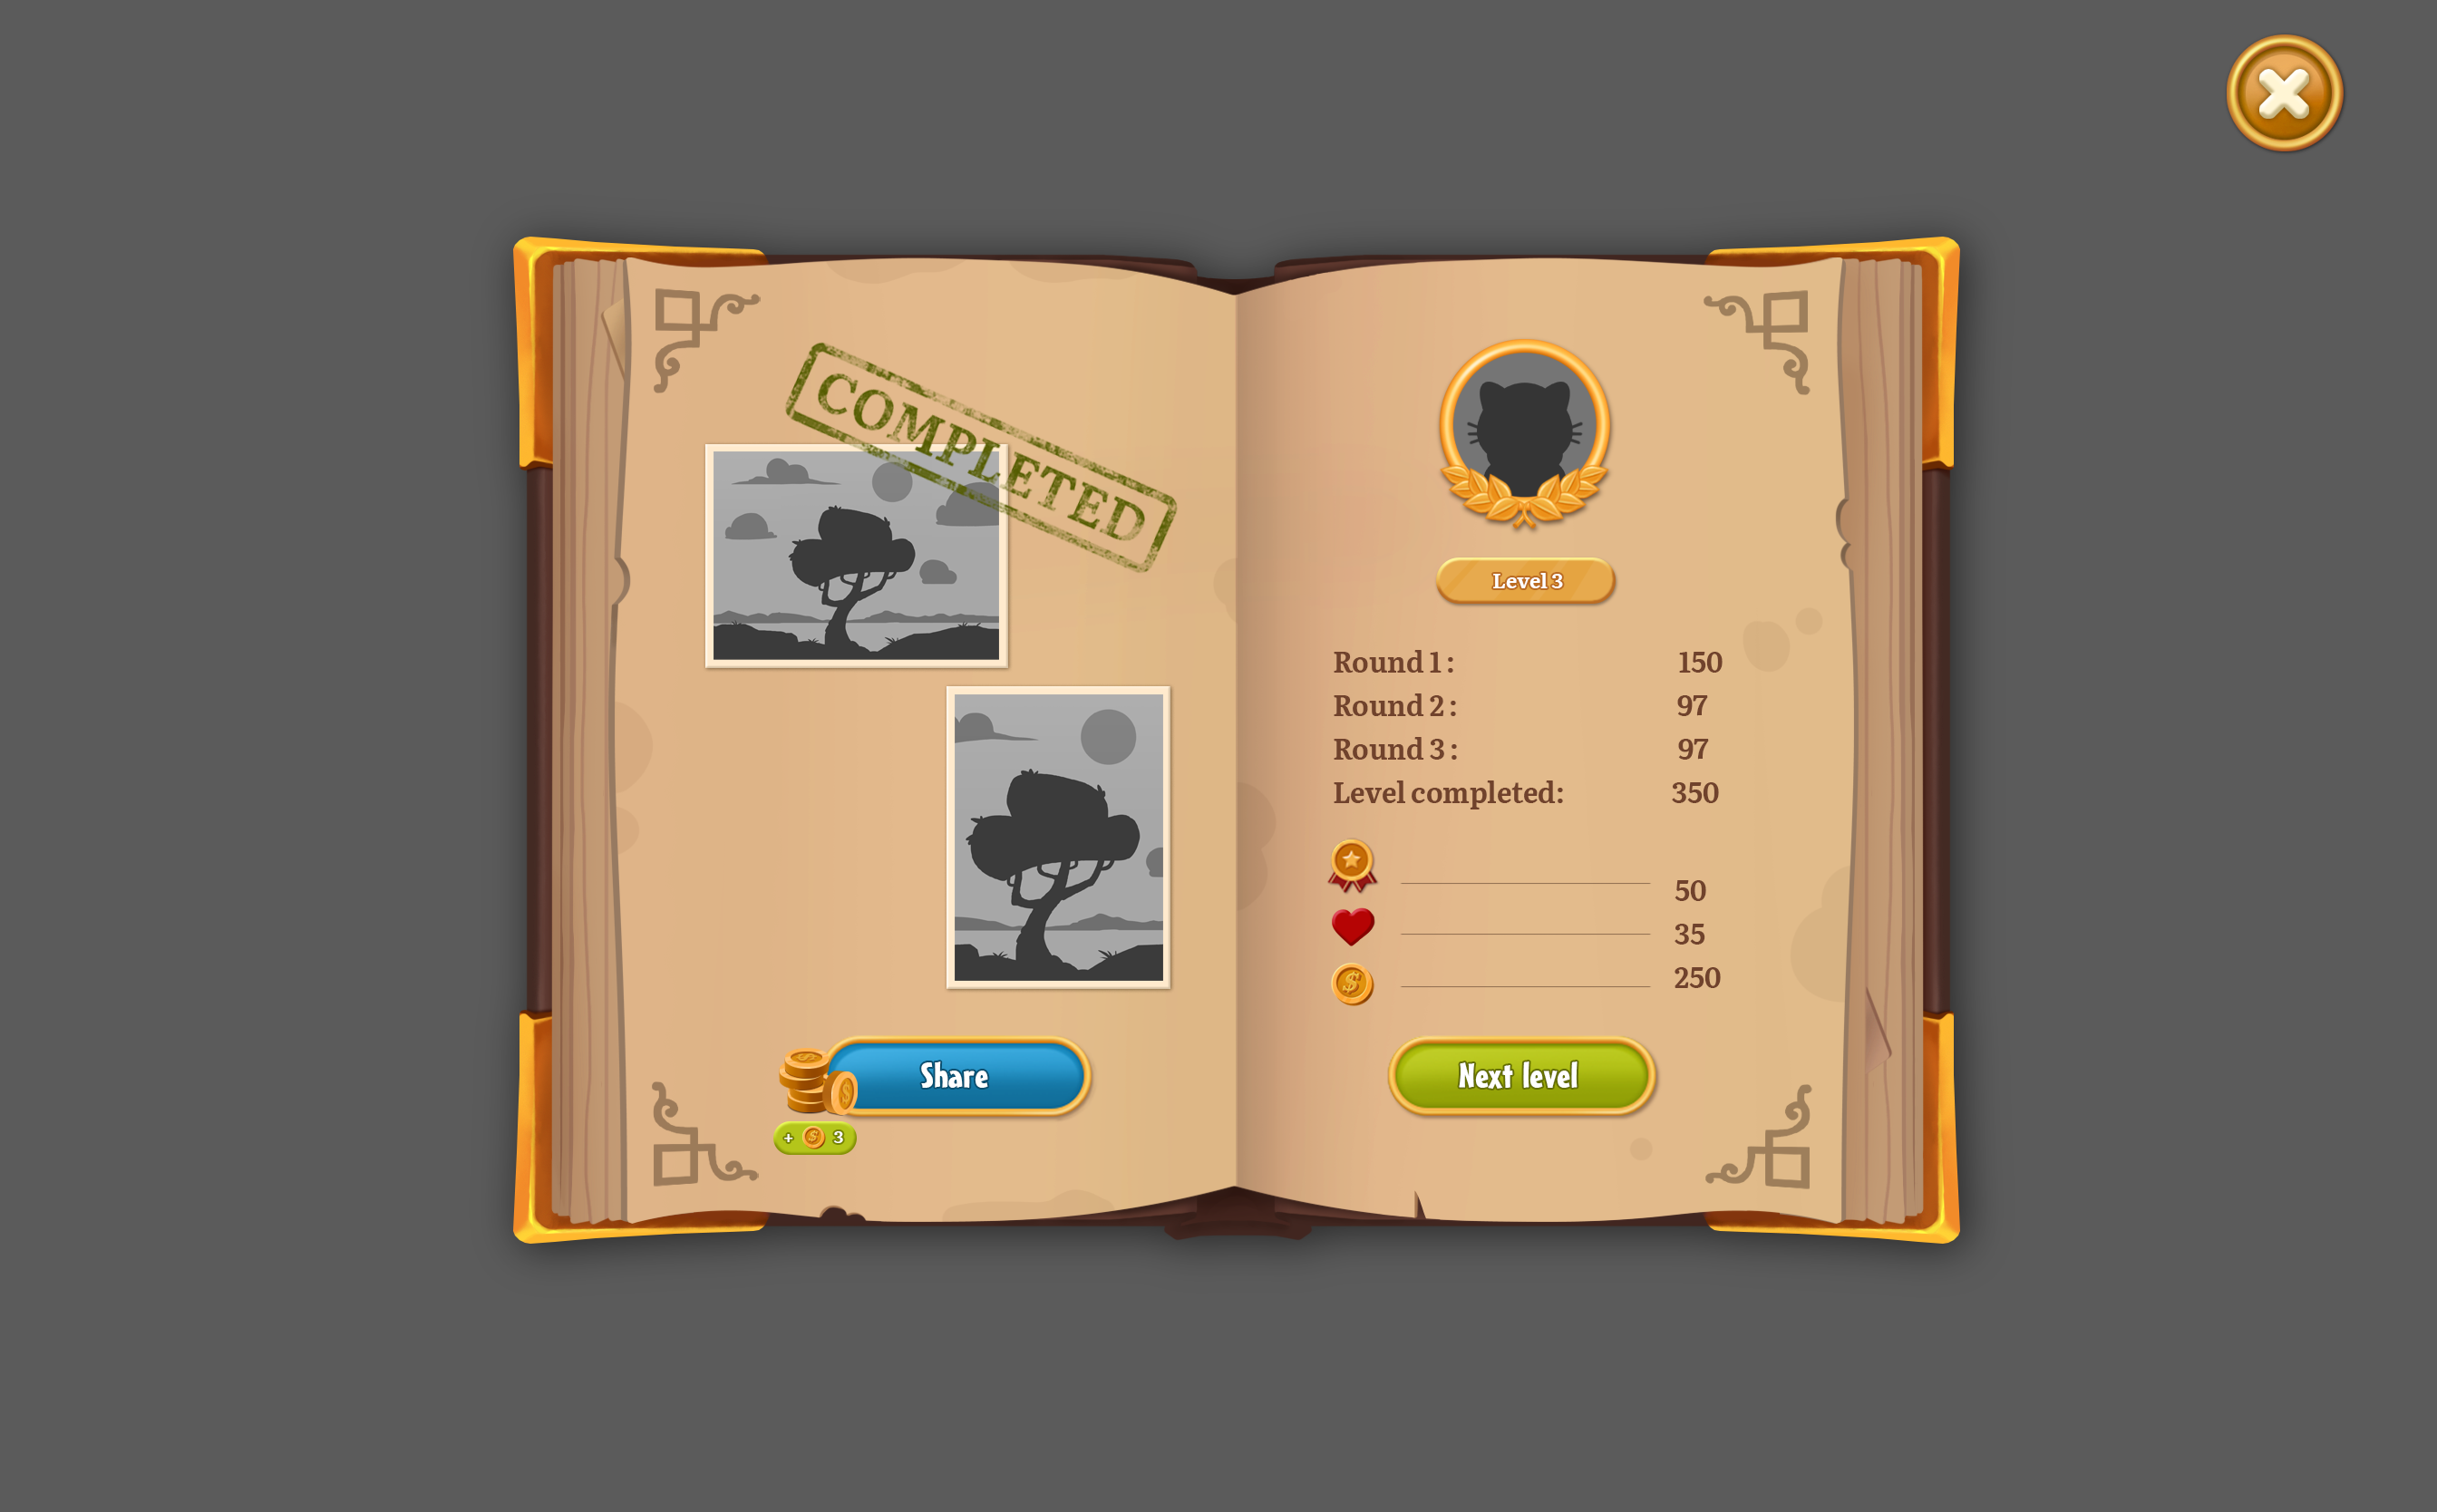 COMPLETED
Share
+ 3
Level 3
Round 1: 150
Round 2: 97
Round 3: 97
Level completed: 350
50
35
250
Next level